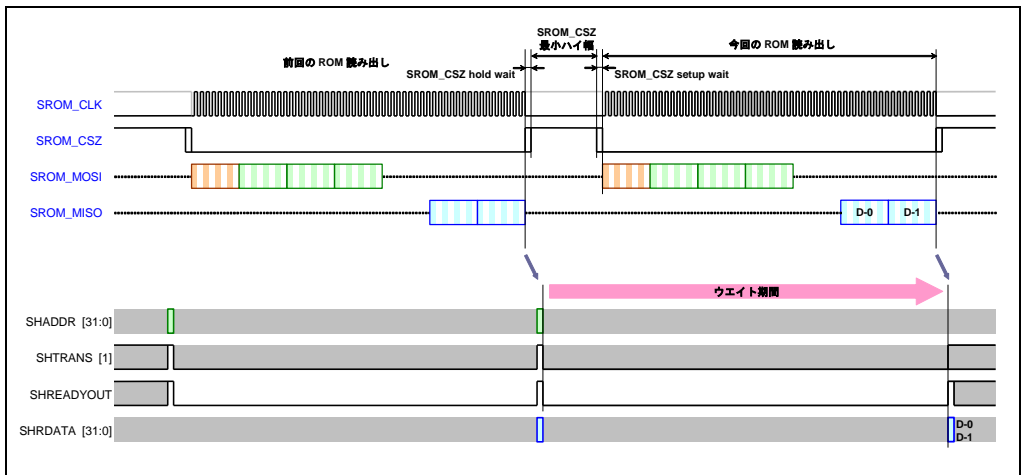 SROM_CSZ
最小ハイ幅
前回の ROM 読み出し
今回の ROM 読み出し
SROM_CSZ hold wait
SROM_CSZ setup wait
SROM_CLK
SROM_CSZ
SROM_MOSI
SROM_MISO
D-0
D-1
ウエイト期間
SHADDR [31:0]
SHTRANS [1]
SHREADYOUT
SHRDATA [31:0]
D-0
D-1